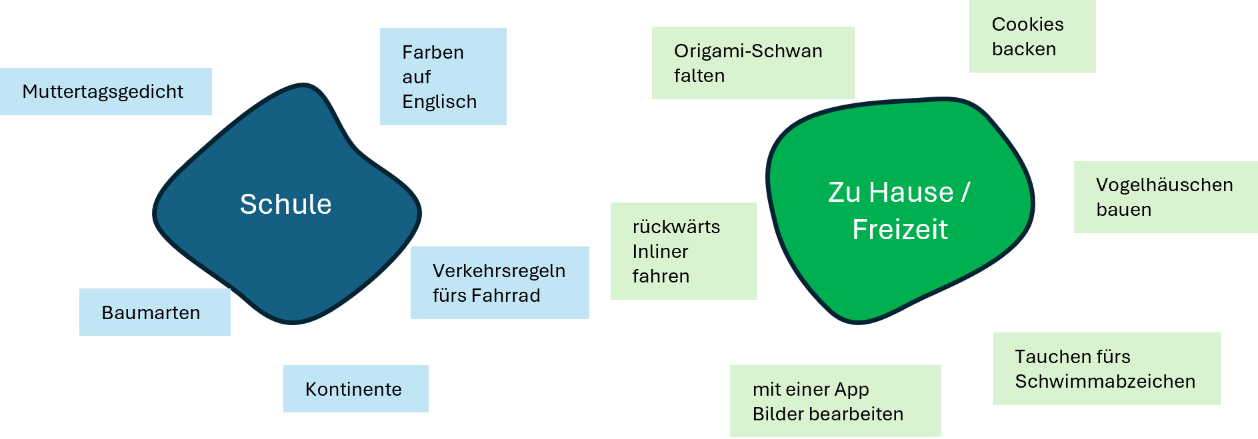 Muttertagsgedicht
Farben
auf
Englisch
Schule
Verkehrsregeln
fürs Fahrrad
Baumarten
Kontinente
Origami-Schwan
falten
Cookies
backen
Zu Hause /
Freizeit
Vogelhäuschen
bauen
rückwärts
Inliner
fahren
Tauchen fürs
Schwimmabzeichen
mit einer App
Bilder bearbeiten